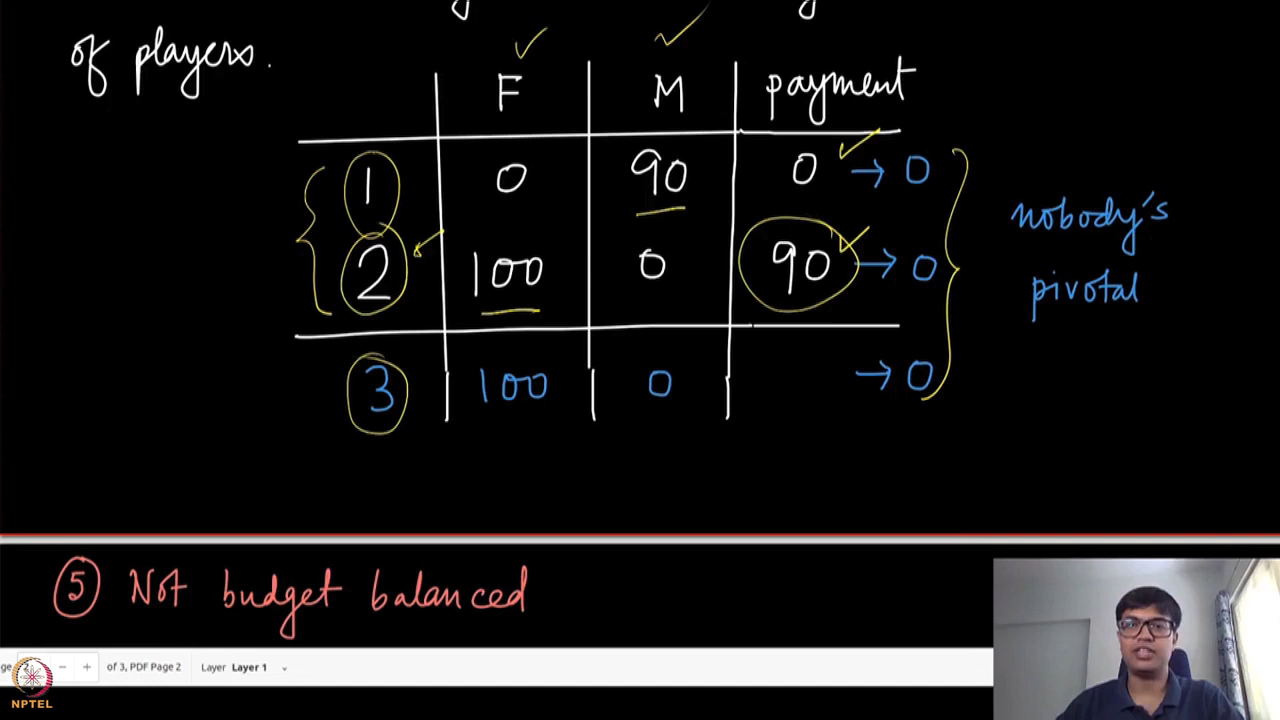 of players.
F M payment
1 0 90 0 → 0
2 100 0 90 → 0
nobody's
pivotal
3 100 0 → 0
5 Not budget balanced
of 3, PDF Page 2 Layer Layer 1
NPTEL